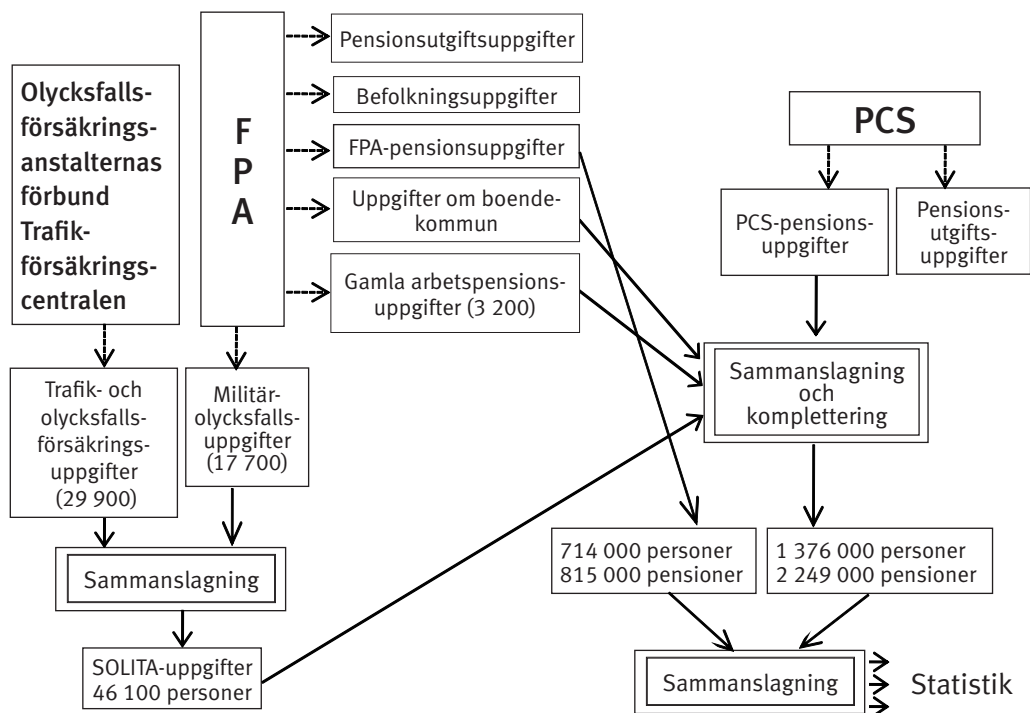 Olycksfalls-
försäkrings-
anstalternas
förbund
Trafik-
försäkrings-
centralen
F
P
A
Pensionsutgiftsuppgifter
Befolkningsuppgifter
FPA-pensionsuppgifter
Uppgifter om boende-
kommun
Gamla arbetspensions-
uppgifter (3 200)
PCS
PCS-pensions-
uppgifter
Pensions-
utgifts-
uppgifter
Trafik- och
olycksfalls-
försäkrings-
uppgifter
(29 900)
Militär-
olycksfalls-
uppgifter
(17 700)
Sammanslagning
och
komplettering
Sammanslagning
SOLITA-uppgifter
46 100 personer
714 000 personer
815 000 pensioner
1 376 000 personer
2 249 000 pensioner
Sammanslagning
Statistik